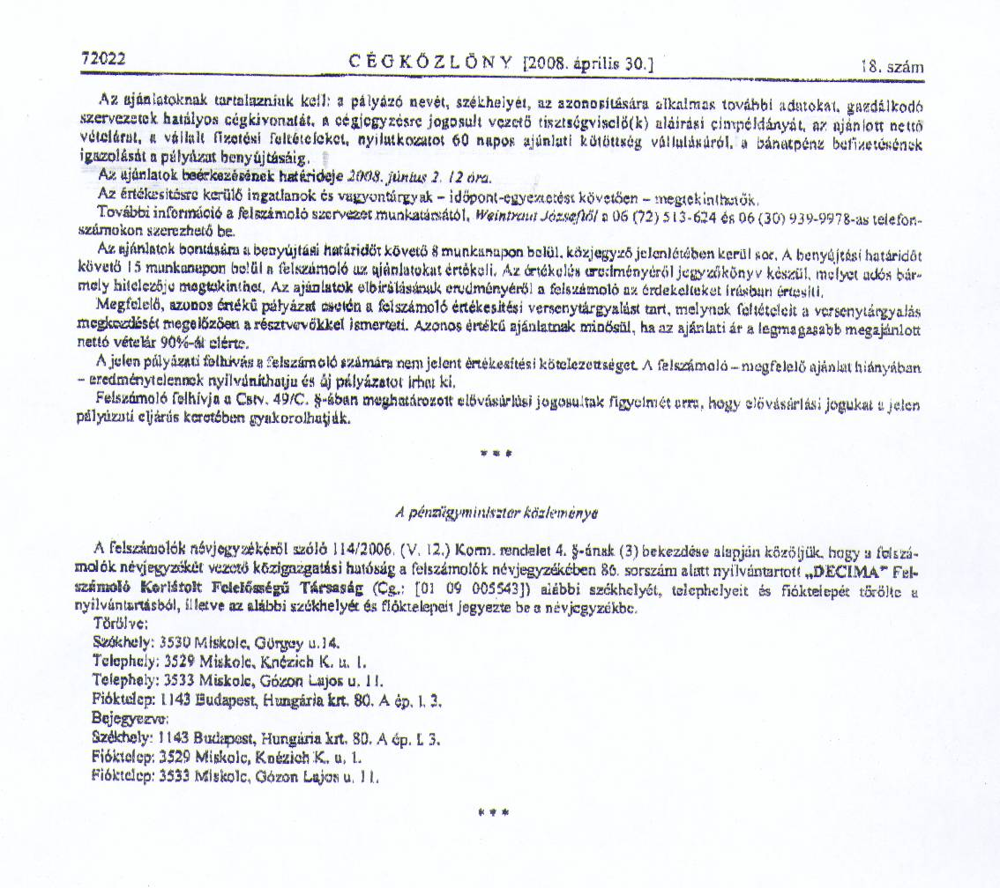 72022 CÉGKÖZLÖNY [2008. április 30.] 18. szám
Az ajánlatoknak tartalazniuk kell: a pályázó nevét, székhelyét, az azonosítására alkalmas további adatokat, gazdálkodó
szervezetek hatályos cégkivonatát, a cégjegyzésre jogosult vezető tisztségviselő(k) aláírási címpéldányát, az ajánlott nettó
vételárat, a vállalt fizetési feltételeket, nyilatkozatot 60 napos ajánlati kötöttség vállalásáról, a bánatpénz befizetésének
igazolását a pályázat benyújtásáig.
Az ajánlatok beérkezésének határideje 2008. június 2. 12 óra.
Az értékesítésre kerülő ingatlanok és vagyontárgyak – időpont-egyeztetést követően – megtekinthetők.
További információ a felszámoló szervezet munkatársától, Weintraut Józseftől a 06 (72) 513-624 és 06 (30) 939-9978-as telefon-
számokon szerezhető be.
Az ajánlatok bontására a benyújtási határidőt követő 8 munkanapon belül, közjegyző jelenlétében kerül sor. A benyújtási határidőt
követő 15 munkanapon belül a felszámoló az ajánlatokat értékeli. Az értékelés eredményéről jegyzőkönyv készül, melyet adós bár-
mely hitelezője megtekinthet. Az ajánlatok elbírálásának eredményéről a felszámoló az érdekelteket írásban értesíti.
Megfelelő, azonos értékű pályázat esetén a felszámoló értékesítési versenytárgyalást tart, melynek feltételeit a versenytárgyalás
megkezdését megelőzően a résztvevőkkel ismerteti. Azonos értékű ajánlatnak minősül, ha az ajánlati ár a legmagasabb megajánlott
nettó vételár 90%-át elérte.
A jelen pályázati felhívás a felszámoló számára nem jelent értékesítési kötelezettséget. A felszámoló – megfelelő ajánlat hiányában
– eredménytelennek nyilváníthatja és új pályázatot írhat ki.
Felszámoló felhívja a Cstv. 49/C. §-ában meghatározott elővásárlási jogosultak figyelmét arra, hogy elővásárlási jogukat a jelen
pályázati eljárás keretében gyakorolhatják.
* * *
A pénzügyminiszter közleménye
A felszámolók névjegyzékéről szóló 114/2006. (V. 12.) Korm. rendelet 4. §-ának (3) bekezdése alapján közöljük, hogy a felszá-
molók névjegyzékét vezető közigazgatási hatóság a felszámolók névjegyzékében 86. sorszám alatt nyilvántartott „DECIMA" Fel-
számoló Korlátolt Felelősségű Társaság (Cg.: [01 09 005543]) alábbi székhelyét, telephelyeit és fióktelepét törölte a
nyilvántartásból, illetve az alábbi székhelyét és fióktelepeit jegyezte be a névjegyzékbe.
Törölve:
Székhely: 3530 Miskolc, Görgey u.14.
Telephely: 3529 Miskolc, Knézich K. u. 1.
Telephely: 3533 Miskolc, Gózon Lajos u. 11.
Fióktelep: 1143 Budapest, Hungária krt. 80. A ép. 1. 3.
Bejegyezve:
Székhely: 1143 Budapest, Hungária krt. 80. A ép. I. 3.
Fióktelep: 3529 Miskolc, Knézich K. u. 1.
Fióktelep: 3533 Miskolc, Gózon Lajos u. 11.
* * *